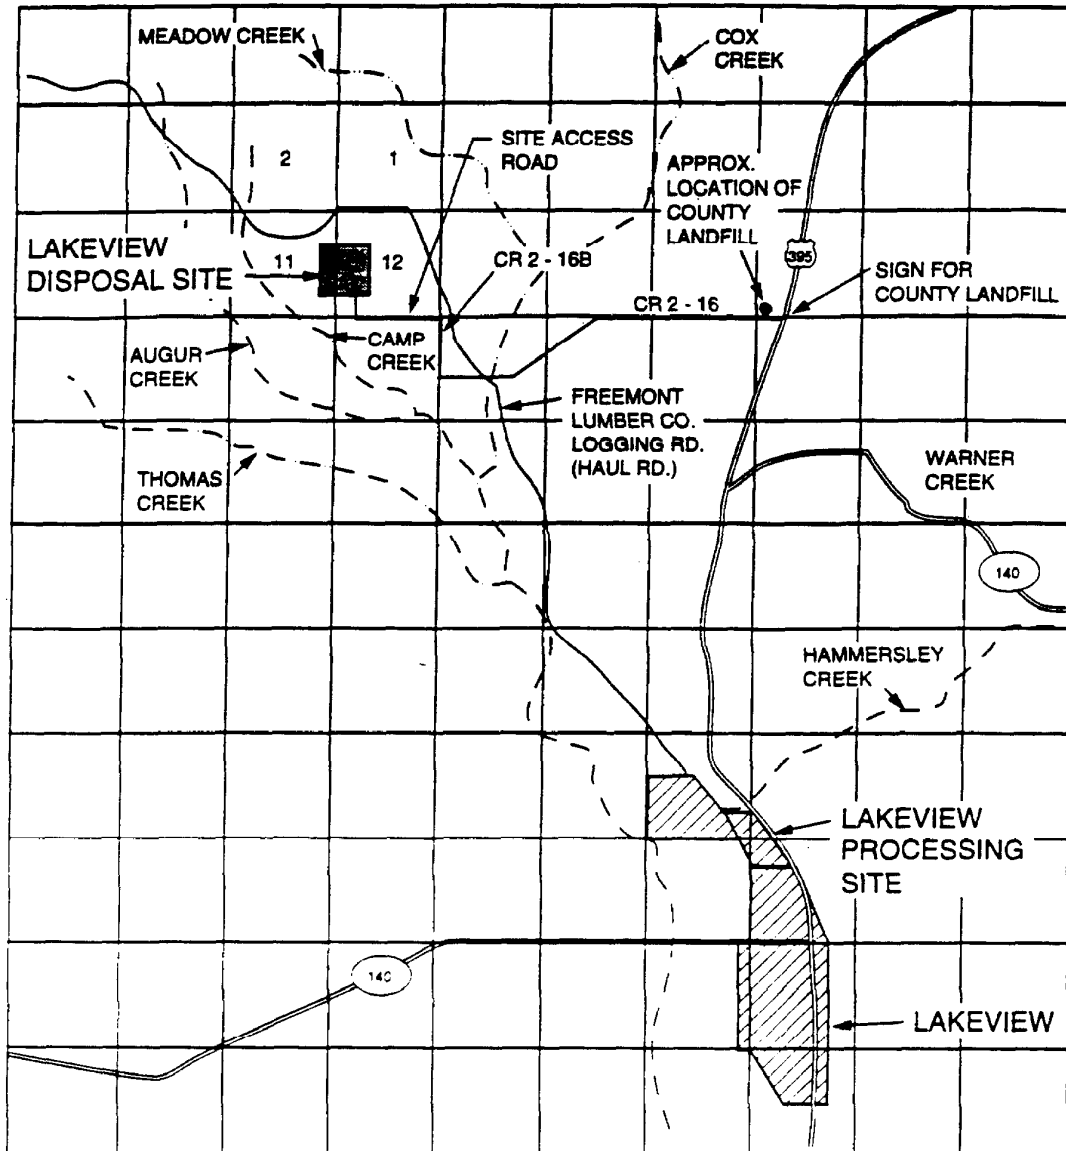 MEADOW CREEK
COX
CREEK
2
1
SITE ACCESS
ROAD
APPROX.
LOCATION OF
COUNTY
LANDFILL
LAKEVIEW
DISPOSAL SITE
11
12
CR 2 - 16B
395
SIGN FOR
COUNTY LANDFILL
CR 2 - 16
AUGUR
CREEK
CAMP
CREEK
FREEMONT
LUMBER CO.
LOGGING RD.
(HAUL RD.)
THOMAS
CREEK
WARNER
CREEK
140
HAMMERSLEY
CREEK
LAKEVIEW
PROCESSING
SITE
140
LAKEVIEW